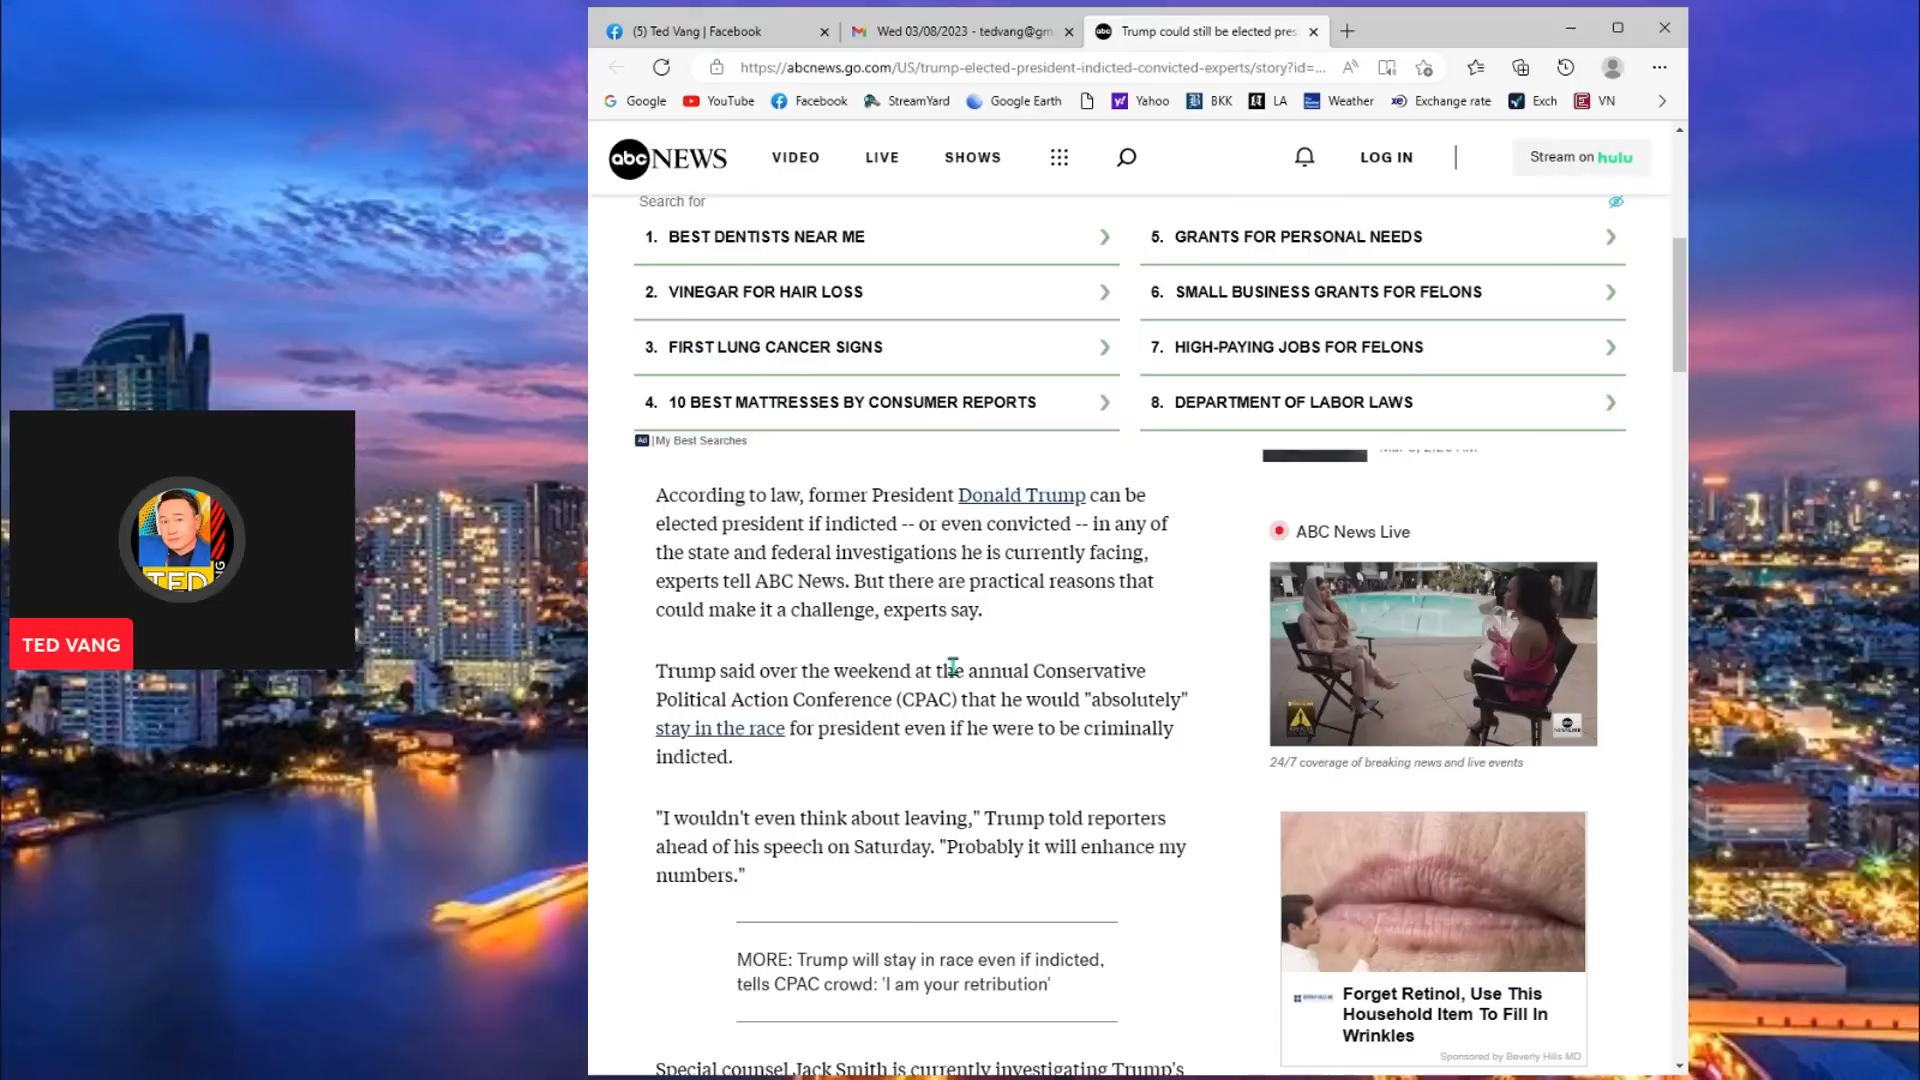 (5) Ted Vang | Facebook
Wed 03/08/2023 - tedvang@gm
Trump could still be elected pres
https://abcnews.go.com/US/trump-elected-president-indicted-convicted-experts/story?id=...
Google YouTube Facebook StreamYard Google Earth Yahoo BKK LA Weather Exchange rate Exch VN
abc NEWS VIDEO LIVE SHOWS LOG IN Stream on hulu
Search for
1. BEST DENTISTS NEAR ME
2. VINEGAR FOR HAIR LOSS
3. FIRST LUNG CANCER SIGNS
4. 10 BEST MATTRESSES BY CONSUMER REPORTS
5. GRANTS FOR PERSONAL NEEDS
6. SMALL BUSINESS GRANTS FOR FELONS
7. HIGH-PAYING JOBS FOR FELONS
8. DEPARTMENT OF LABOR LAWS
Ad | My Best Searches
According to law, former President Donald Trump can be
elected president if indicted -- or even convicted -- in any of
the state and federal investigations he is currently facing,
experts tell ABC News. But there are practical reasons that
could make it a challenge, experts say.
Trump said over the weekend at the annual Conservative
Political Action Conference (CPAC) that he would "absolutely"
stay in the race for president even if he were to be criminally
indicted.
"I wouldn't even think about leaving," Trump told reporters
ahead of his speech on Saturday. "Probably it will enhance my
numbers."
MORE: Trump will stay in race even if indicted,
tells CPAC crowd: 'I am your retribution'
Special counsel Jack Smith is currently investigating Trump's
ABC News Live
24/7 coverage of breaking news and live events
Forget Retinol, Use This
Household Item To Fill In
Wrinkles
Sponsored by Beverly Hills MD
TED
TED VANG